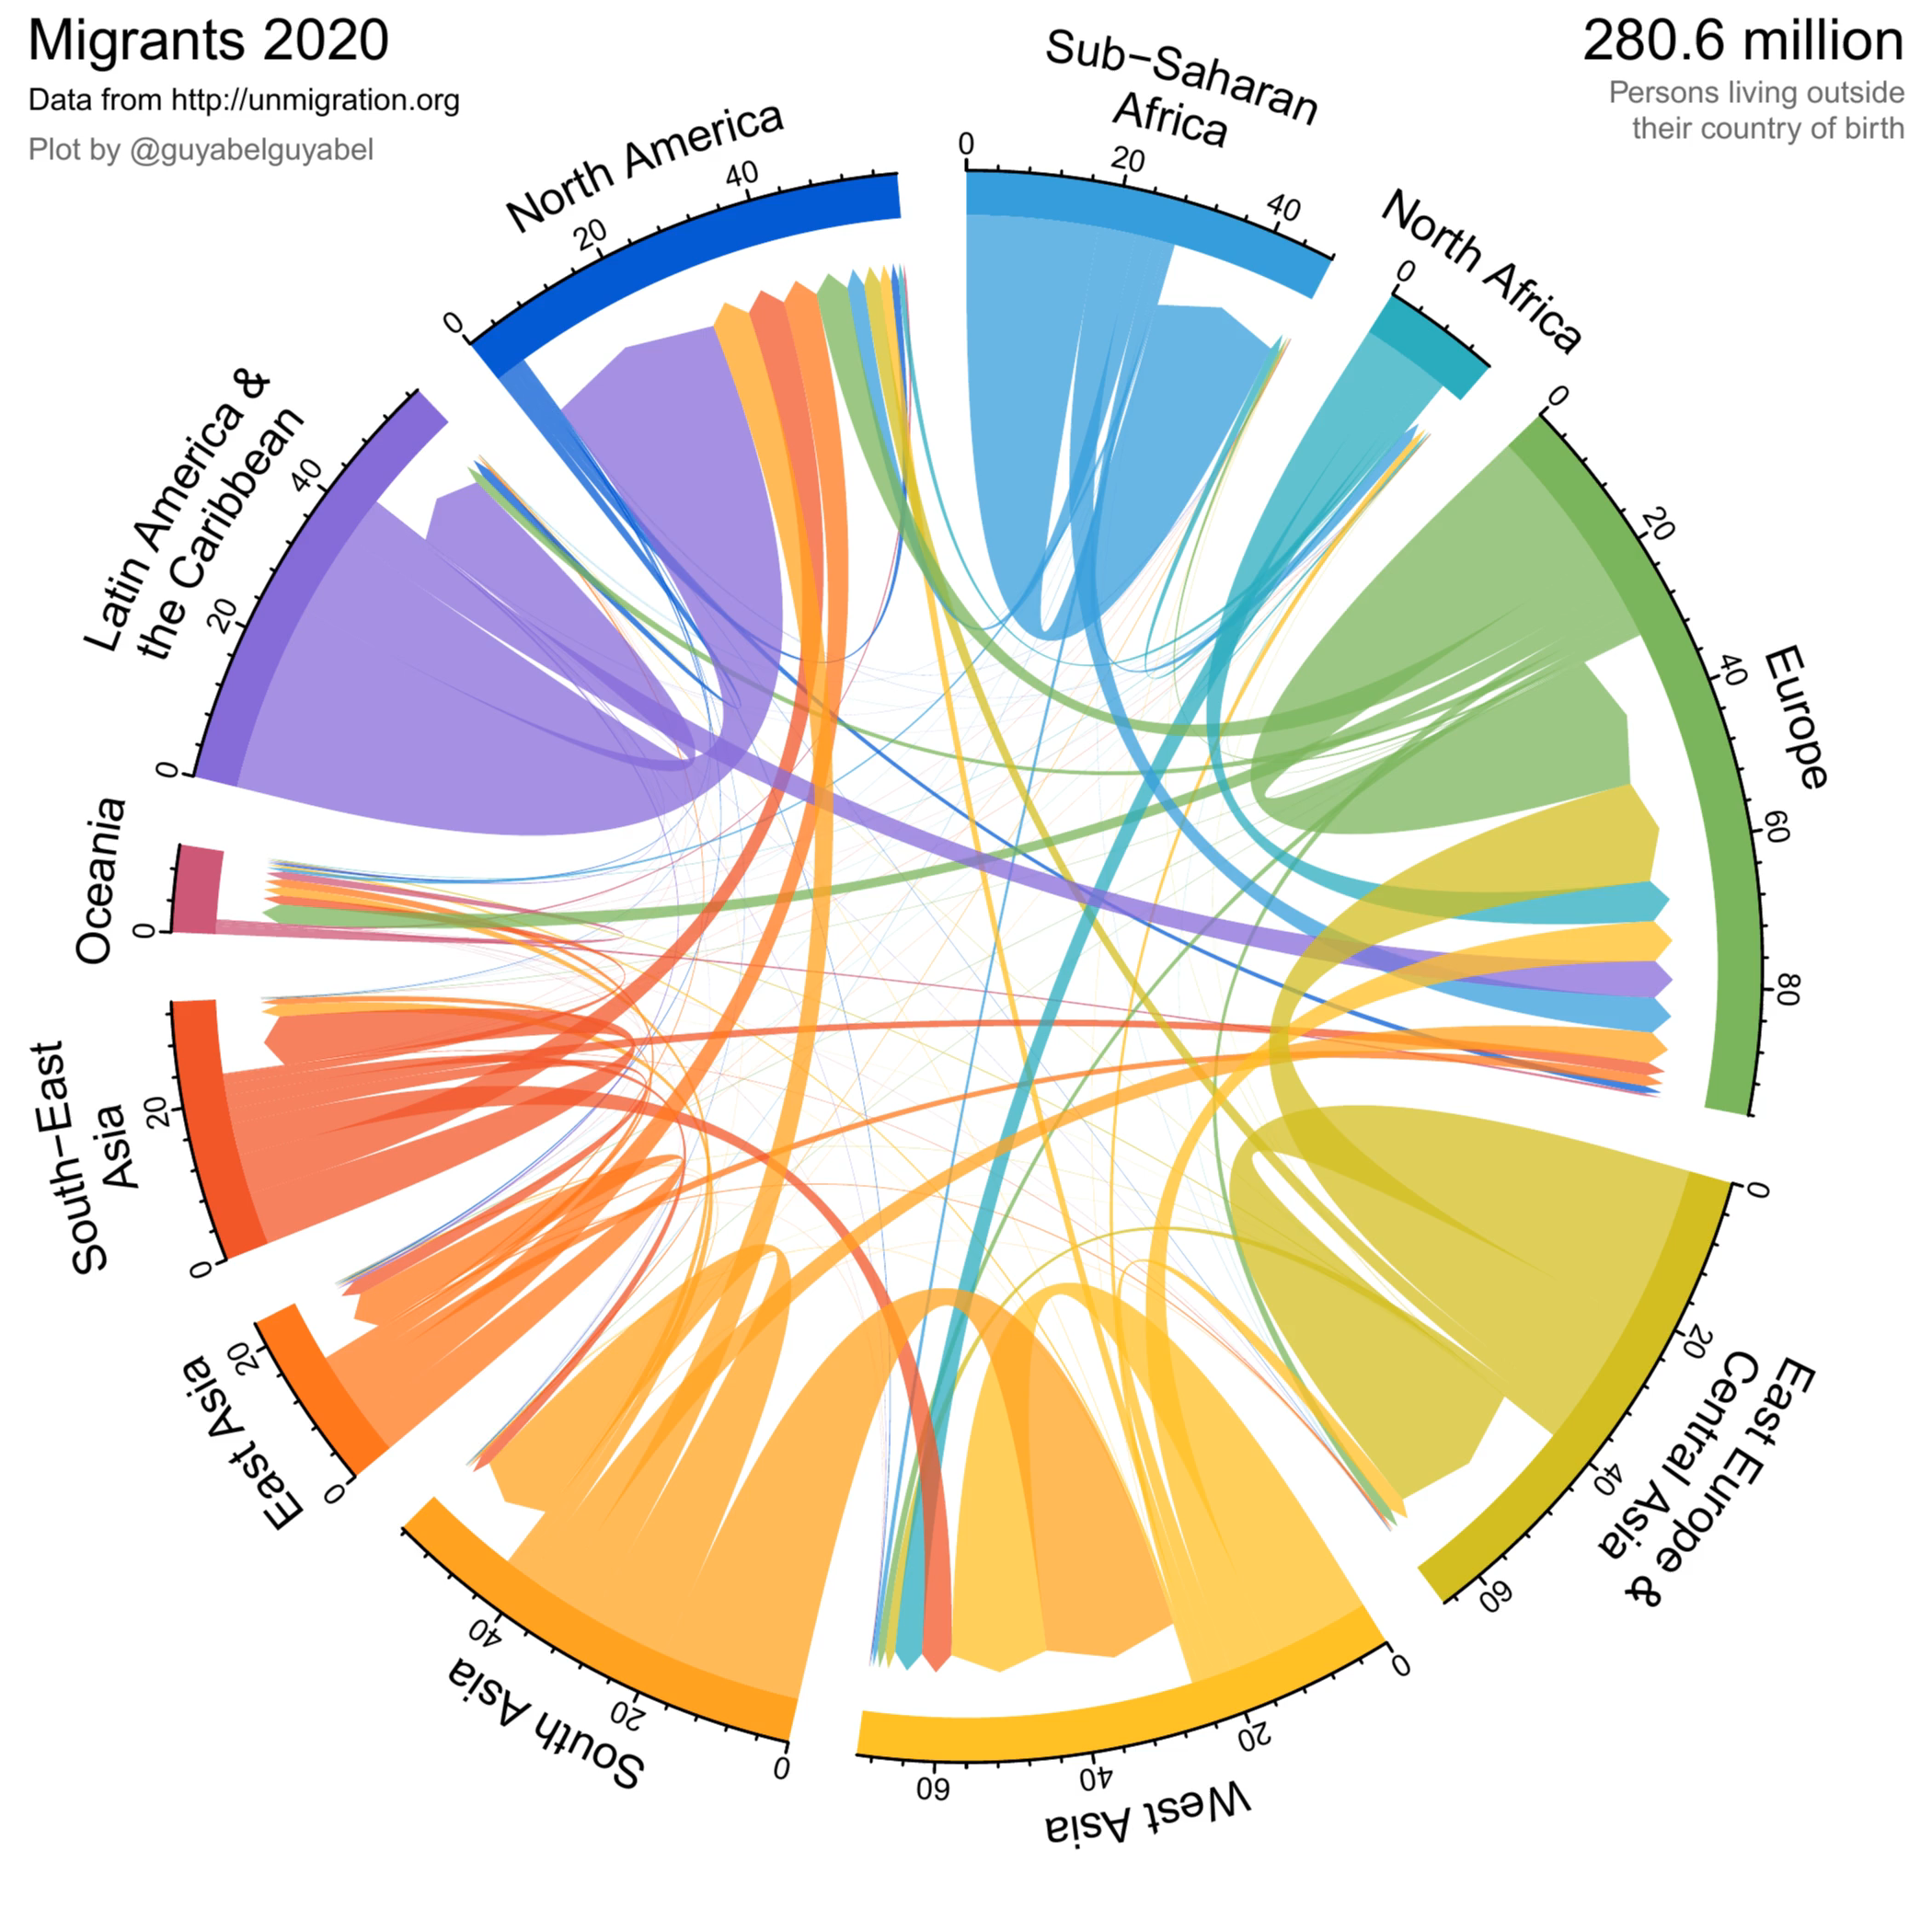 Migrants 2020
Data from http://unmigration.org
Plot by @guyabelguyabel
280.6 million
Persons living outside
their country of birth
Sub−Saharan
Africa
0
20
40
North Africa
0
Europe
0
20
40
60
80
East Europe &
Central Asia
0
20
40
60
West Asia
0
20
40
60
South Asia
0
20
40
East Asia
0
20
South−East
Asia
0
20
Oceania
0
Latin America &
the Caribbean
0
20
40
North America
0
20
40